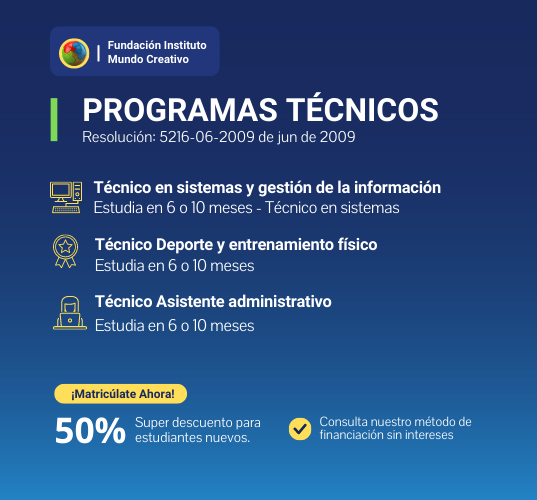 Fundación Instituto
Mundo Creativo
PROGRAMAS TÉCNICOS
Resolución: 5216-06-2009 de jun de 2009
Técnico en sistemas y gestión de la información
Estudia en 6 o 10 meses - Técnico en sistemas
Técnico Deporte y entrenamiento físico
Estudia en 6 o 10 meses
Técnico Asistente administrativo
Estudia en 6 o 10 meses
¡Matricúlate Ahora!
50%
Super descuento para
estudiantes nuevos.
Consulta nuestro método de
financiación sin intereses